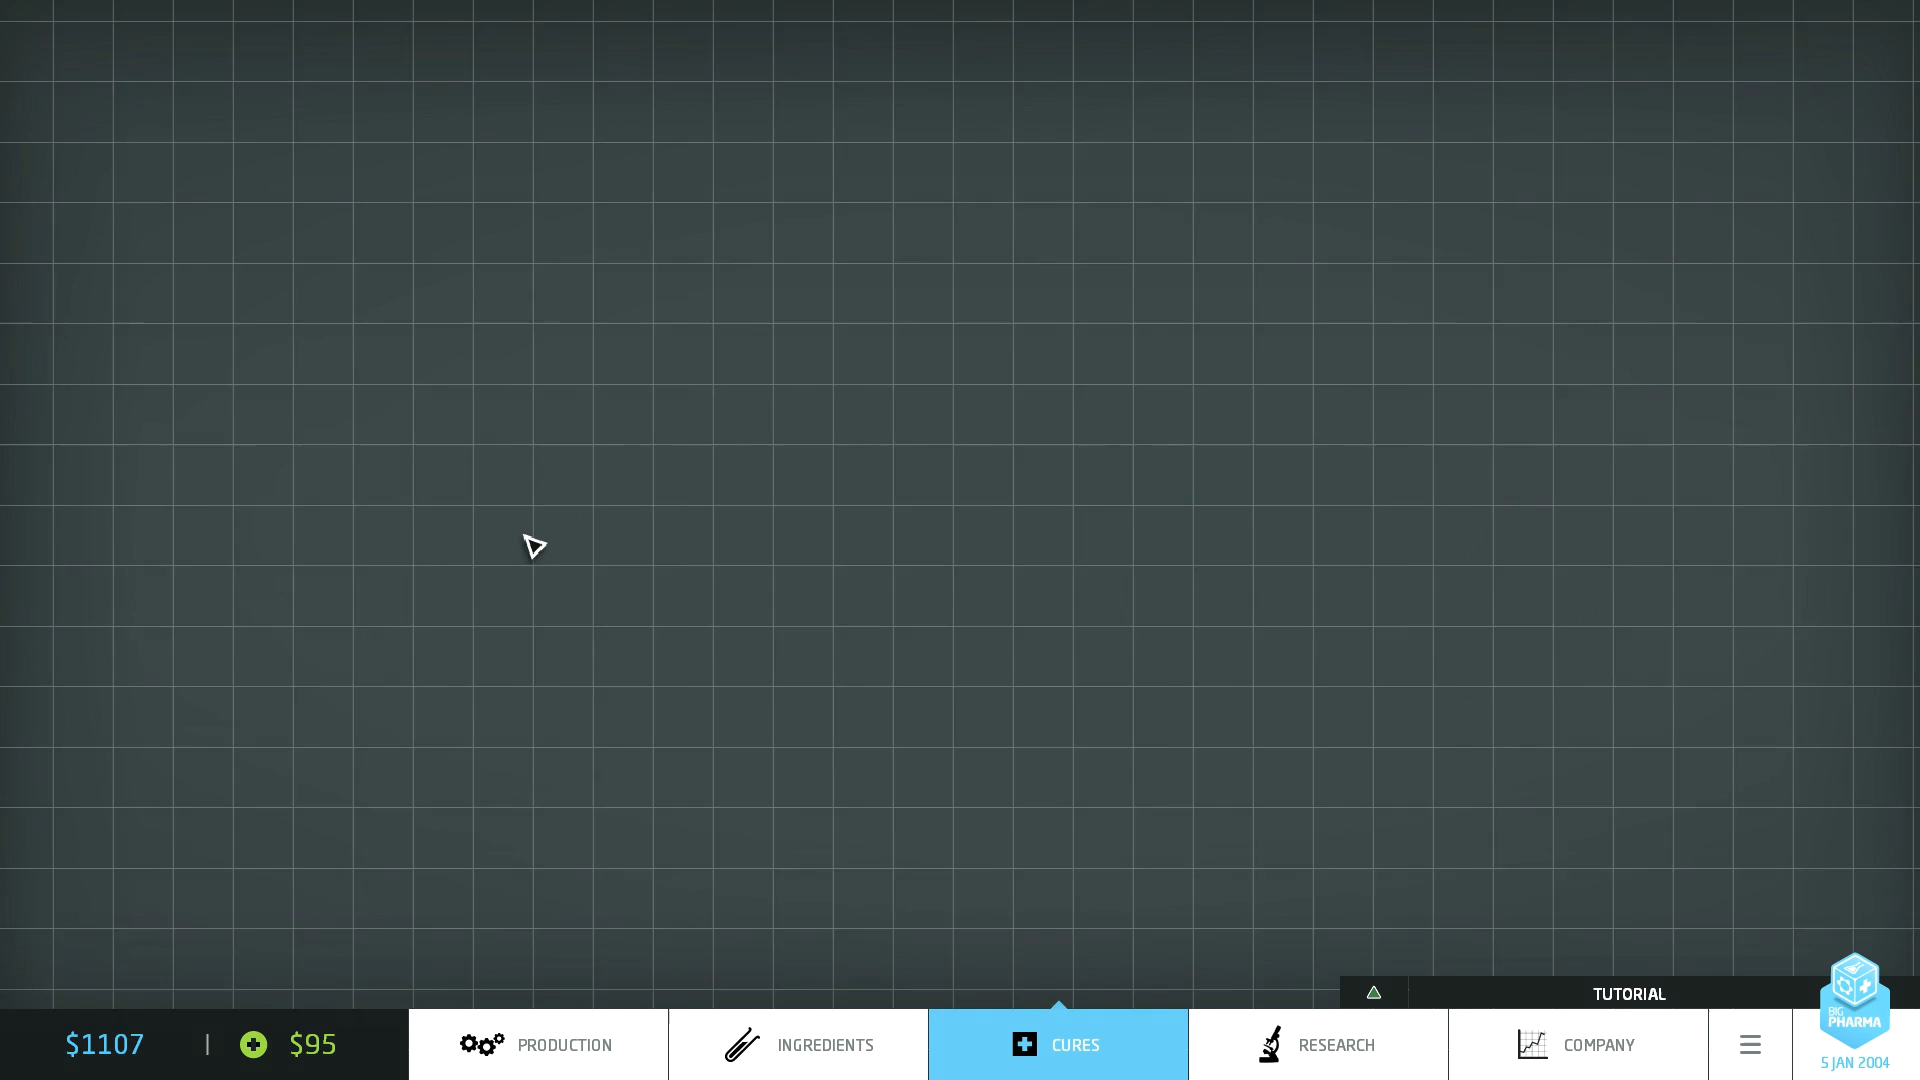 TUTORIAL
$1107 | $95
PRODUCTION
INGREDIENTS
CURES
RESEARCH
COMPANY
BIG
PHARMA
5 JAN 2004